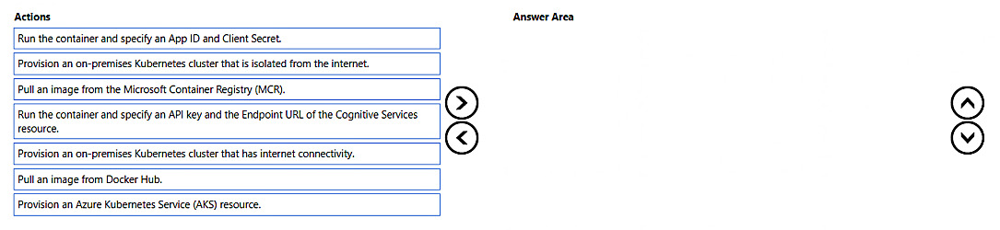 Actions
Answer Area
Run the container and specify an App ID and Client Secret.
Provision an on-premises Kubernetes cluster that is isolated from the internet.
Pull an image from the Microsoft Container Registry (MCR).
Run the container and specify an API key and the Endpoint URL of the Cognitive Services
resource.
Provision an on-premises Kubernetes cluster that has internet connectivity.
Pull an image from Docker Hub.
Provision an Azure Kubernetes Service (AKS) resource.